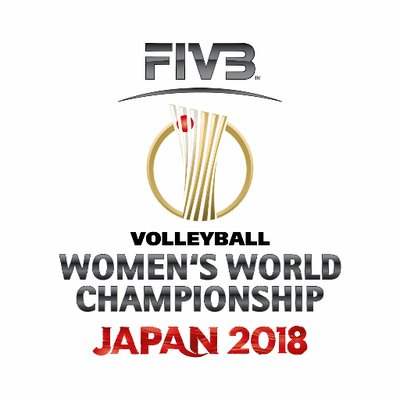 FIVB
VOLLEYBALL
WOMEN'S WORLD
CHAMPIONSHIP
JAPAN 2018